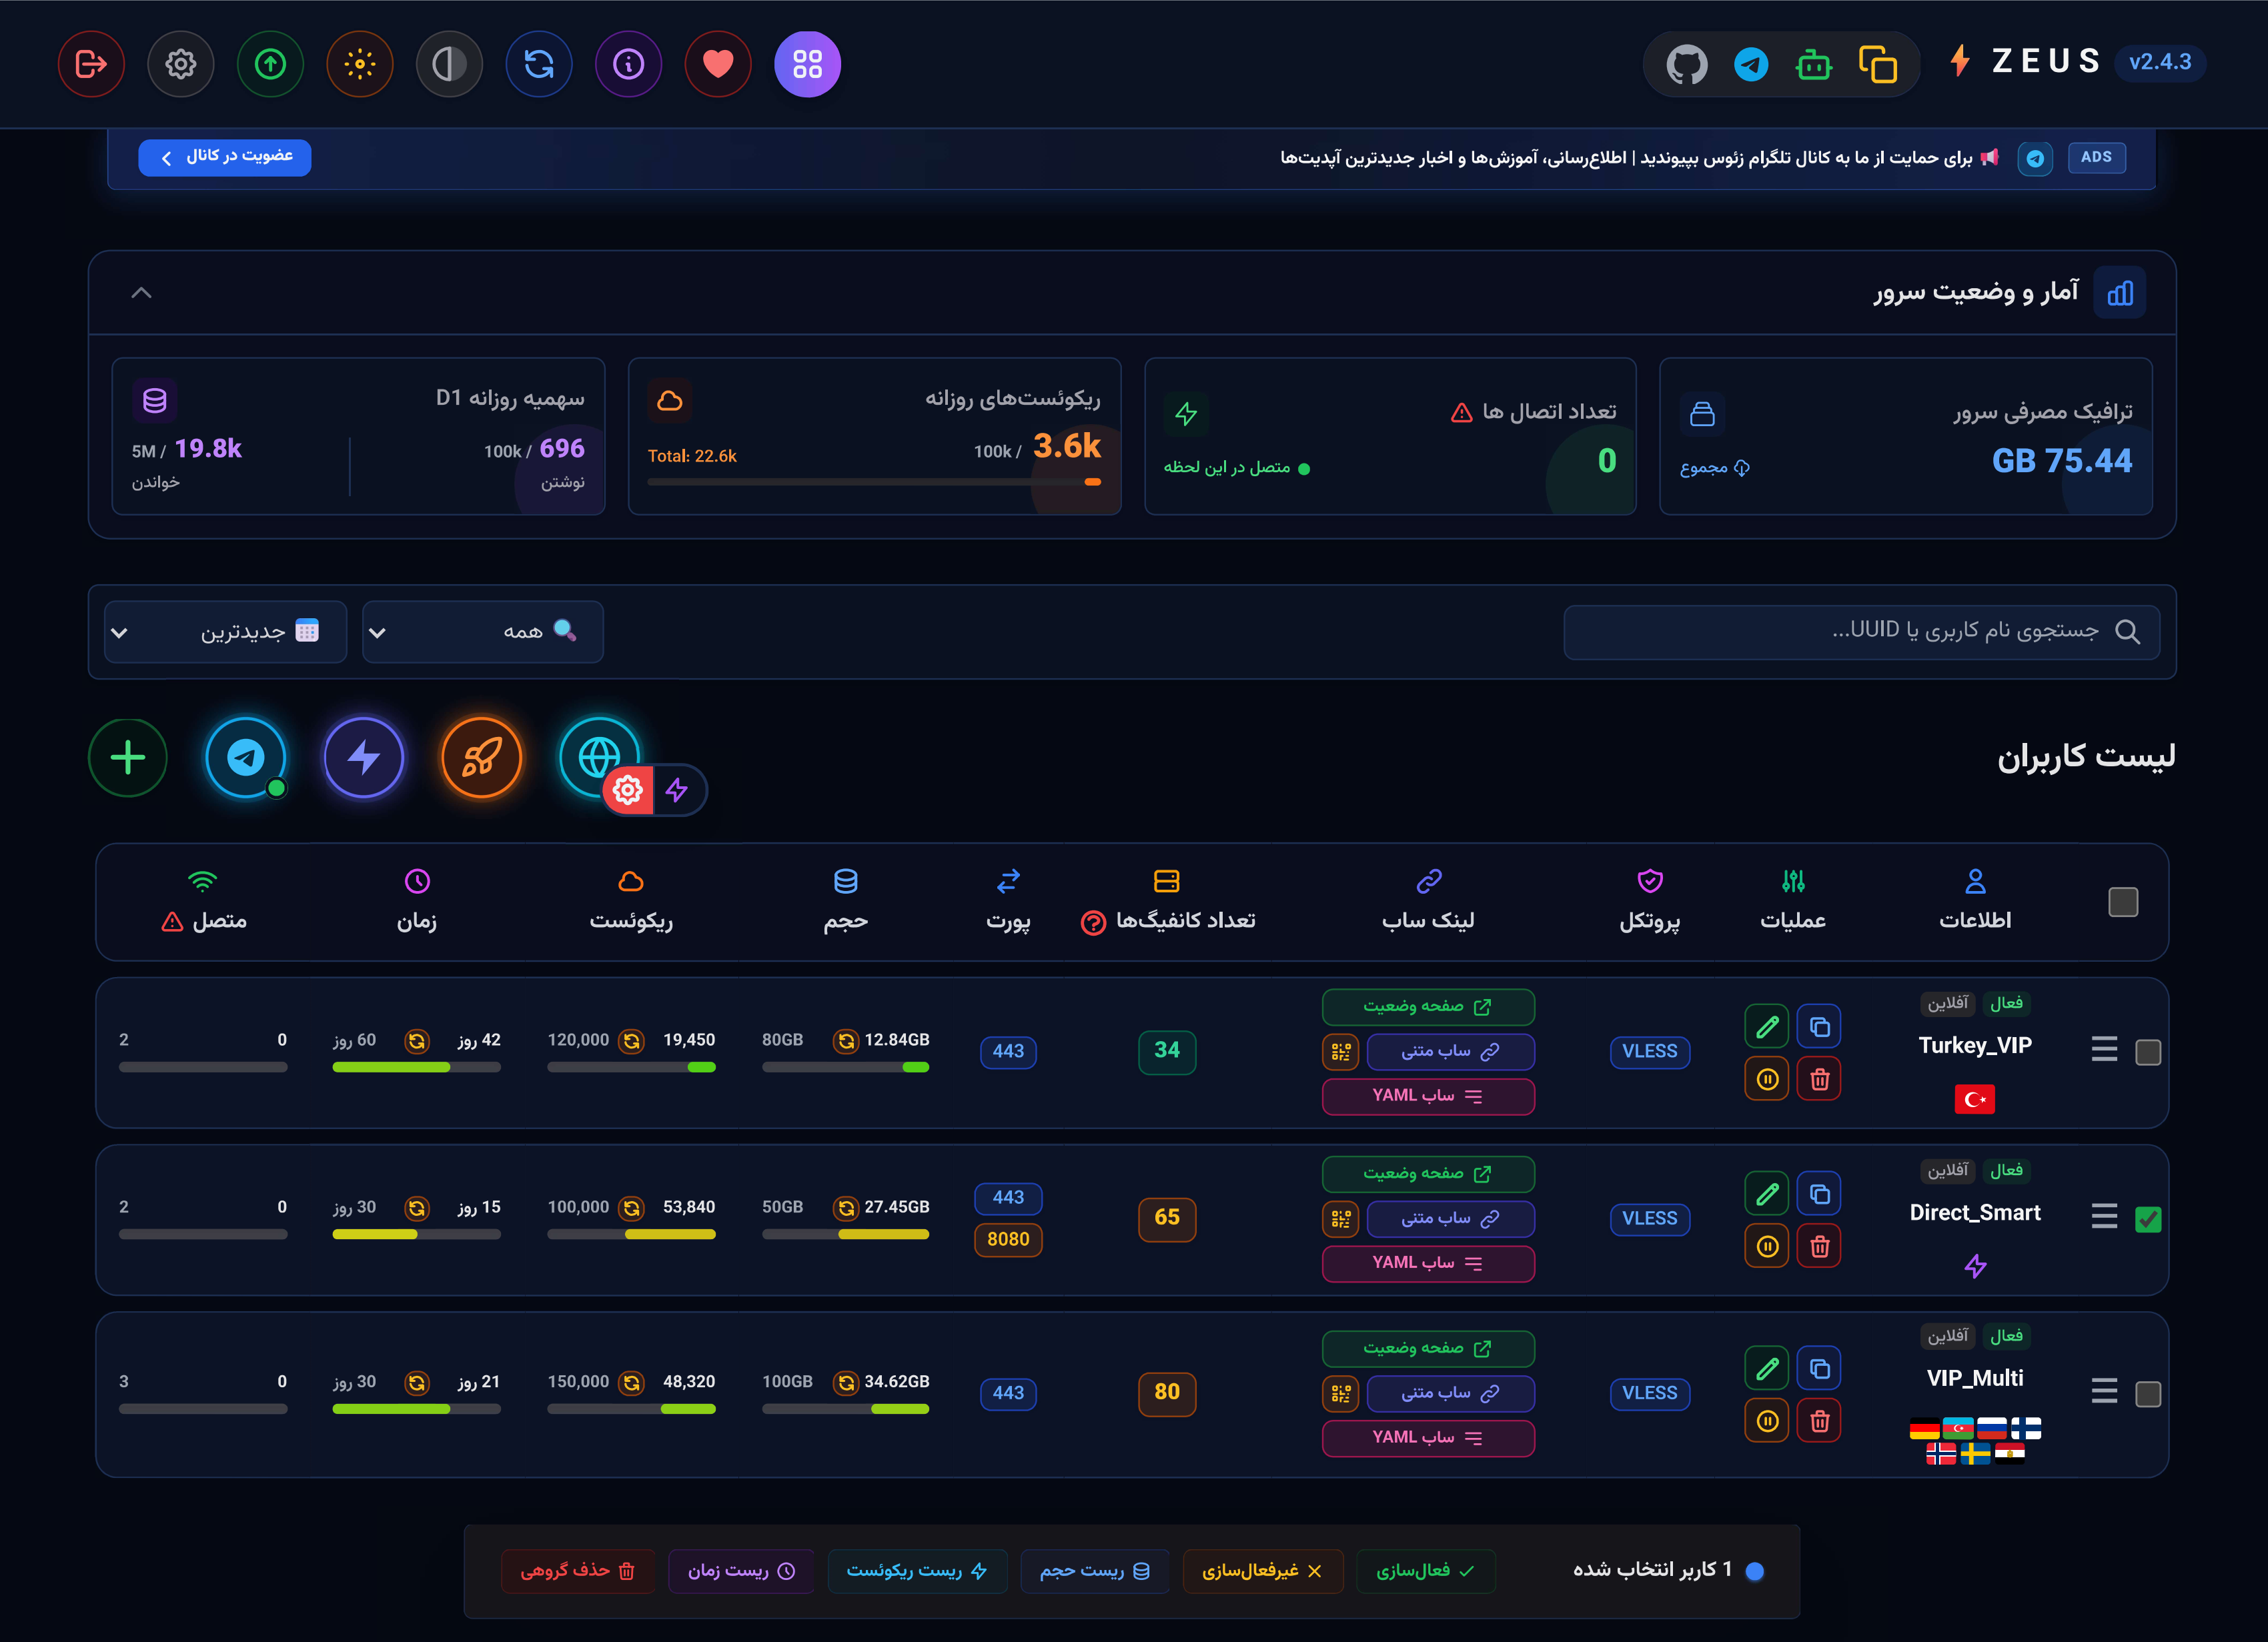 ZEUS v2.4.3
ADS برای حمایت از ما به کانال تلگرام زئوس بپیوندید | اطلاع‌رسانی، آموزش‌ها و اخبار جدیدترین آپدیت‌ها
عضویت در کانال
آمار و وضعیت سرور
ترافیک مصرفی سرور
75.44 GB
مجموع
تعداد اتصال ها
0
متصل در این لحظه
ریکوئست‌های روزانه
3.6k / 100k
Total: 22.6k
سهمیه روزانه D1
696 / 100k
نوشتن
19.8k / 5M
خواندن
جستجوی نام کاربری یا UUID...
همه
جدیدترین
لیست کاربران
اطلاعات عملیات پروتکل لینک ساب تعداد کانفیگ‌ها پورت حجم ریکوئست زمان متصل
فعال آفلاین
Turkey_VIP
VLESS
صفحه وضعیت
ساب متنی
ساب YAML
34
443
12.84GB 80GB
19,450 120,000
42 روز 60 روز
0 2
فعال آفلاین
Direct_Smart
VLESS
صفحه وضعیت
ساب متنی
ساب YAML
65
443
8080
27.45GB 50GB
53,840 100,000
15 روز 30 روز
0 2
فعال آفلاین
VIP_Multi
VLESS
صفحه وضعیت
ساب متنی
ساب YAML
80
443
34.62GB 100GB
48,320 150,000
21 روز 30 روز
0 3
1 کاربر انتخاب شده
فعال‌سازی
غیرفعال‌سازی
ریست حجم
ریست ریکوئست
ریست زمان
حذف گروهی